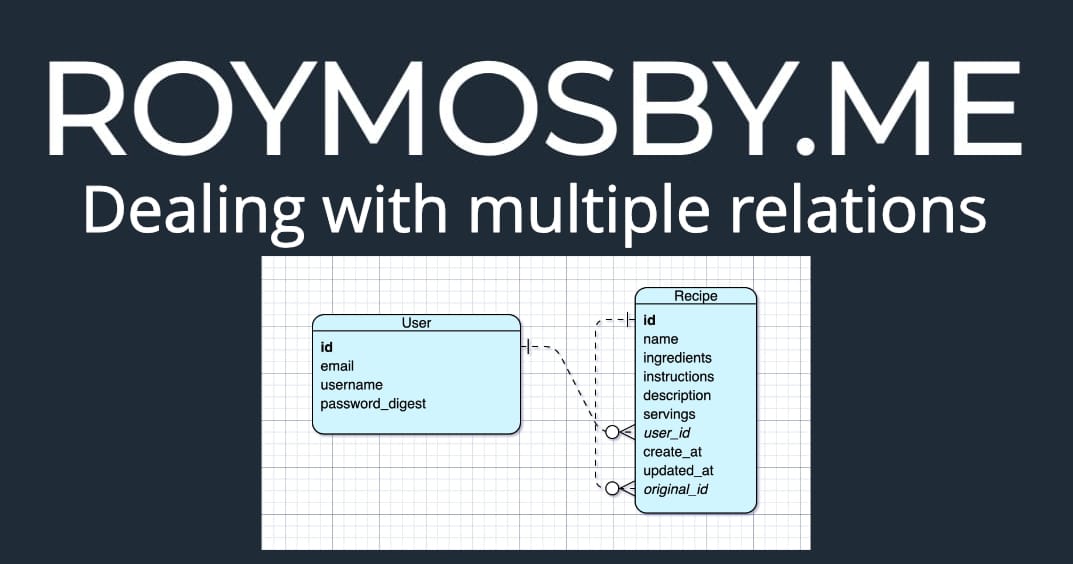 ROYMOSBY.ME
Dealing with multiple relations
User
id
email
username
password_digest
Recipe
id
name
ingredients
instructions
description
servings
user_id
create_at
updated_at
original_id